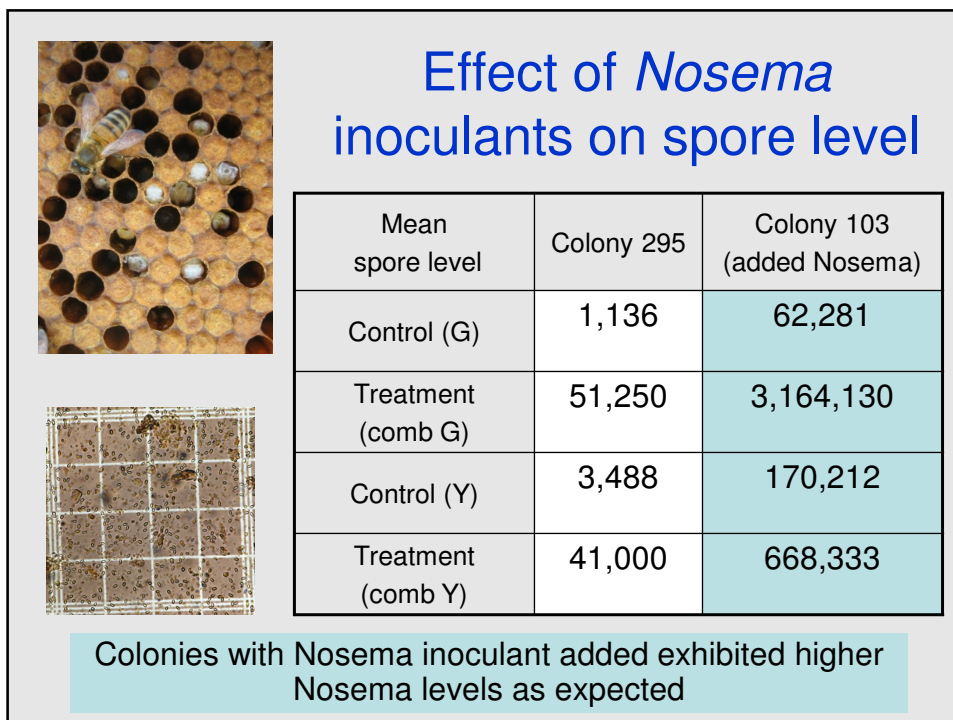 Effect of Nosema
inoculants on spore level
Mean
spore level
Colony 295
Colony 103
(added Nosema)
Control (G)
1,136
62,281
Treatment
(comb G)
51,250
3,164,130
Control (Y)
3,488
170,212
Treatment
(comb Y)
41,000
668,333
Colonies with Nosema inoculant added exhibited higher
Nosema levels as expected